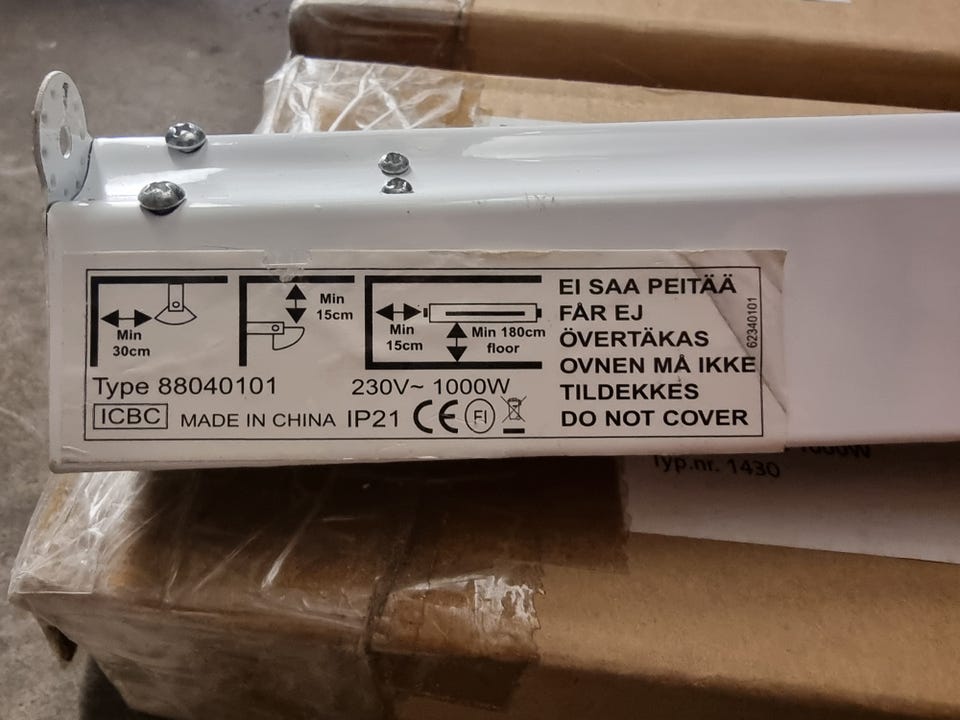 Min
30cm
Min
15cm
Min
15cm
Min 180cm
floor
Type 88040101
230V~ 1000W
ICBC
MADE IN CHINA IP21 CE FI
EI SAA PEITÄÄ
FÅR EJ
ÖVERTÄKAS
OVNEN MÅ IKKE
TILDEKKES
DO NOT COVER
62340101
1000W
Typ.nr. 1430